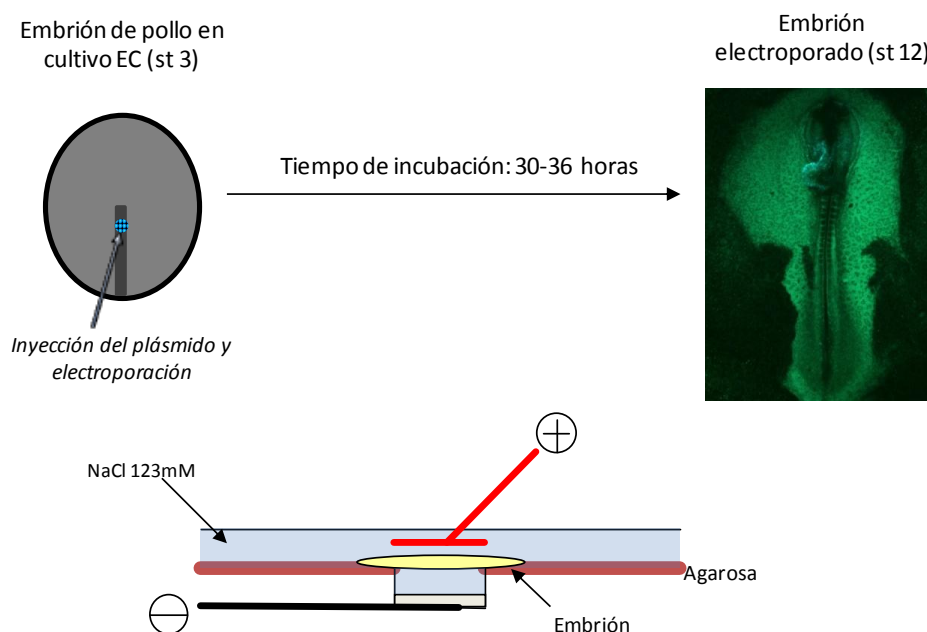 Embrión de pollo en
cultivo EC (st 3)
Embrión
electroporado (st 12)
Tiempo de incubación: 30-36 horas
Inyección del plásmido y
electroporación
NaCl 123mM
Agarosa
Embrión